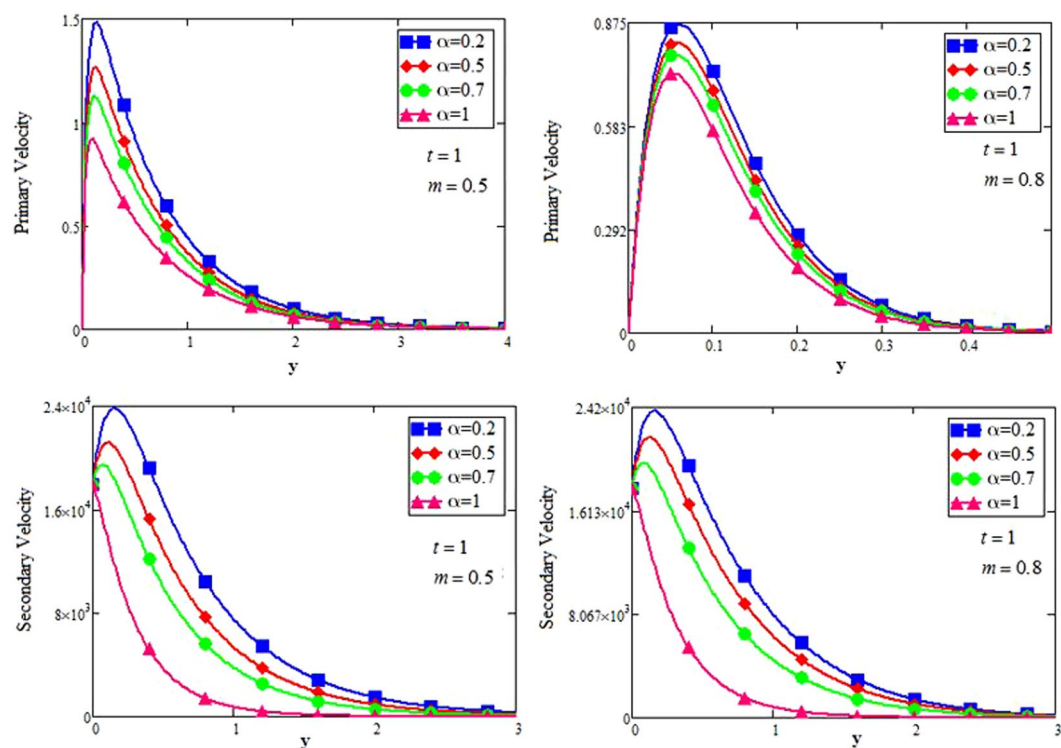 Primary Velocity
1.5
1
0.5
0
0
1
2
3
4
y
α=0.2
α=0.5
α=0.7
α=1
t = 1
m = 0.5
Primary Velocity
0.875
0.583
0.292
0
0
0.1
0.2
0.3
0.4
y
α=0.2
α=0.5
α=0.7
α=1
t = 1
m = 0.8
Secondary Velocity
2.4×10⁴
1.6×10⁴
8×10³
0
0
1
2
3
y
α=0.2
α=0.5
α=0.7
α=1
t = 1
m = 0.5
Secondary Velocity
2.42×10⁴
1.613×10⁴
8.067×10³
0
0
1
2
3
y
α=0.2
α=0.5
α=0.7
α=1
t = 1
m = 0.8